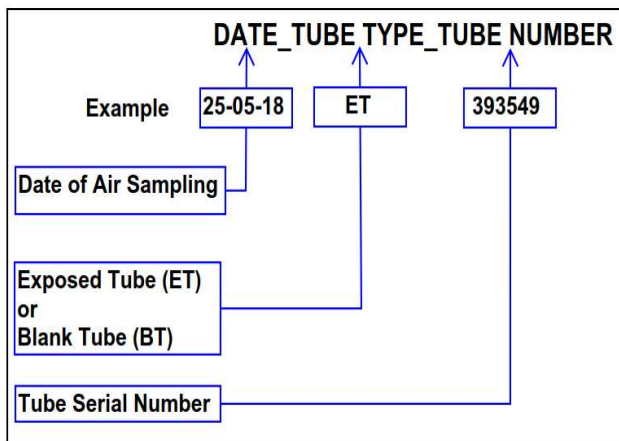 DATE_TUBE TYPE_TUBE NUMBER
Example 25-05-18 ET 393549
Date of Air Sampling
Exposed Tube (ET)
or
Blank Tube (BT)
Tube Serial Number